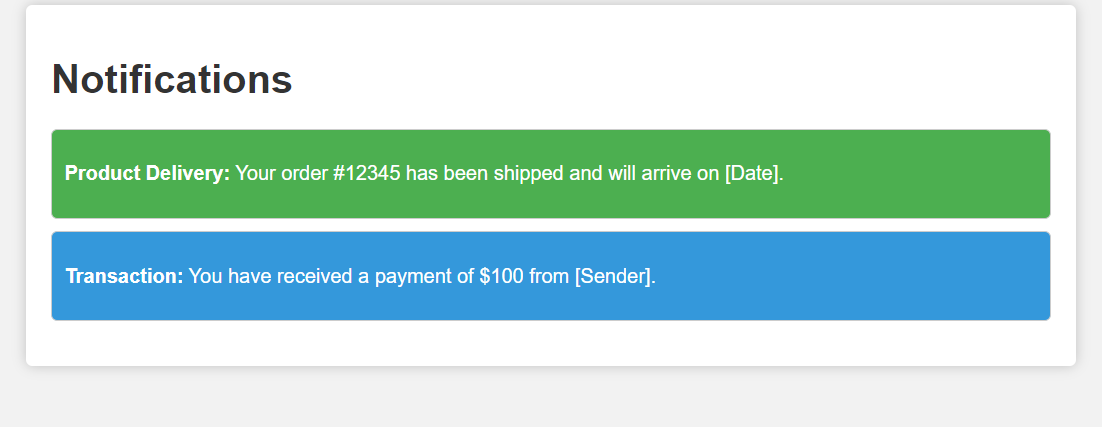 Notifications
Product Delivery: Your order #12345 has been shipped and will arrive on [Date].
Transaction: You have received a payment of $100 from [Sender].